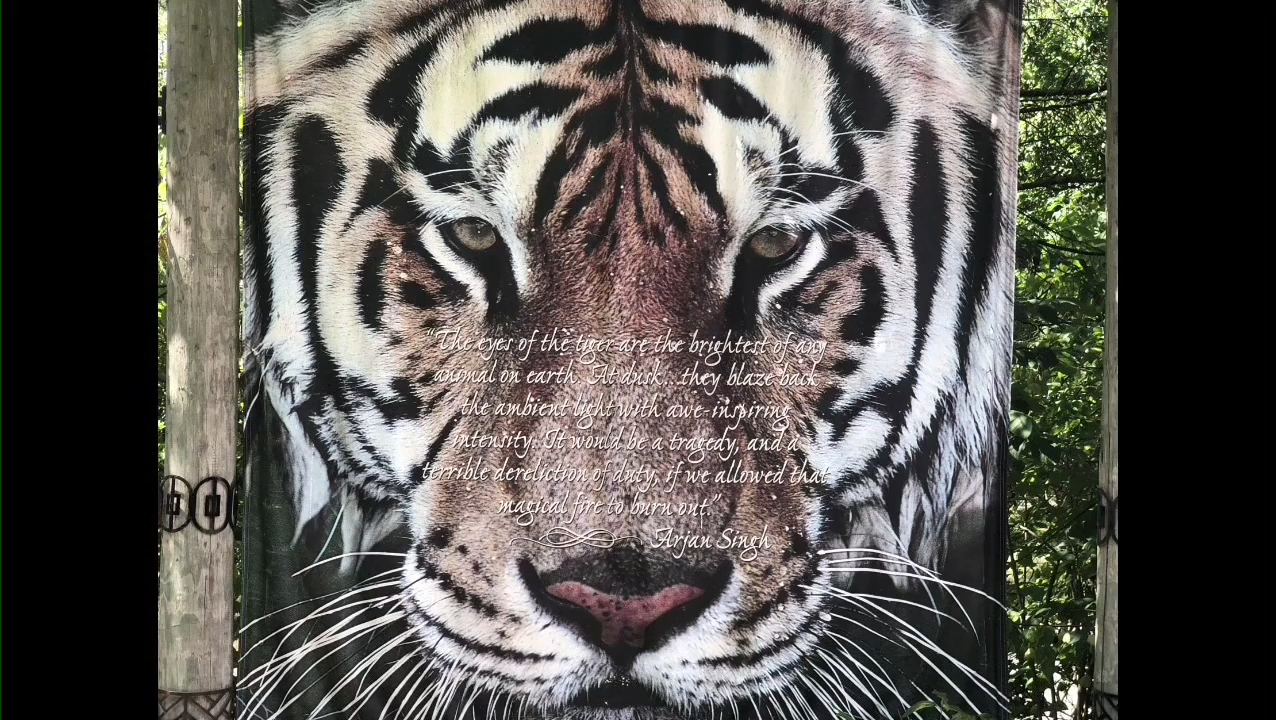 "The eyes of the tiger are the brightest of any
animal on earth. At dusk...they blaze back
the ambient light with awe-inspiring
intensity. It would be a tragedy, and a
terrible dereliction of duty, if we allowed that
magical fire to burn out."
Arjan Singh